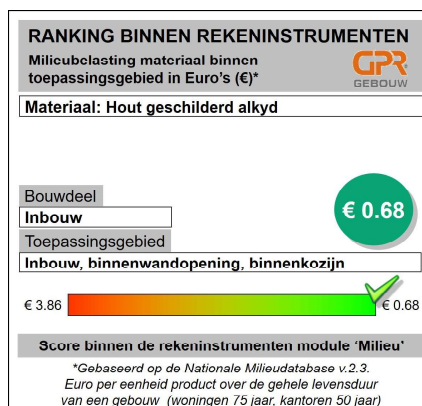 RANKING BINNEN REKENINSTRUMENTEN
Milieubelasting materiaal binnen
toepassingsgebied in Euro's (€)*
GPR
GEBOUW
Materiaal: Hout geschilderd alkyd
Bouwdeel
Inbouw
€ 0.68
Toepassingsgebied
Inbouw, binnenwandopening, binnenkozijn
€ 3.86
€ 0.68
Score binnen de rekeninstrumenten module 'Milieu'
*Gebaseerd op de Nationale Milieudatabase v.2.3.
Euro per eenheid product over de gehele levensduur
van een gebouw (woningen 75 jaar, kantoren 50 jaar)